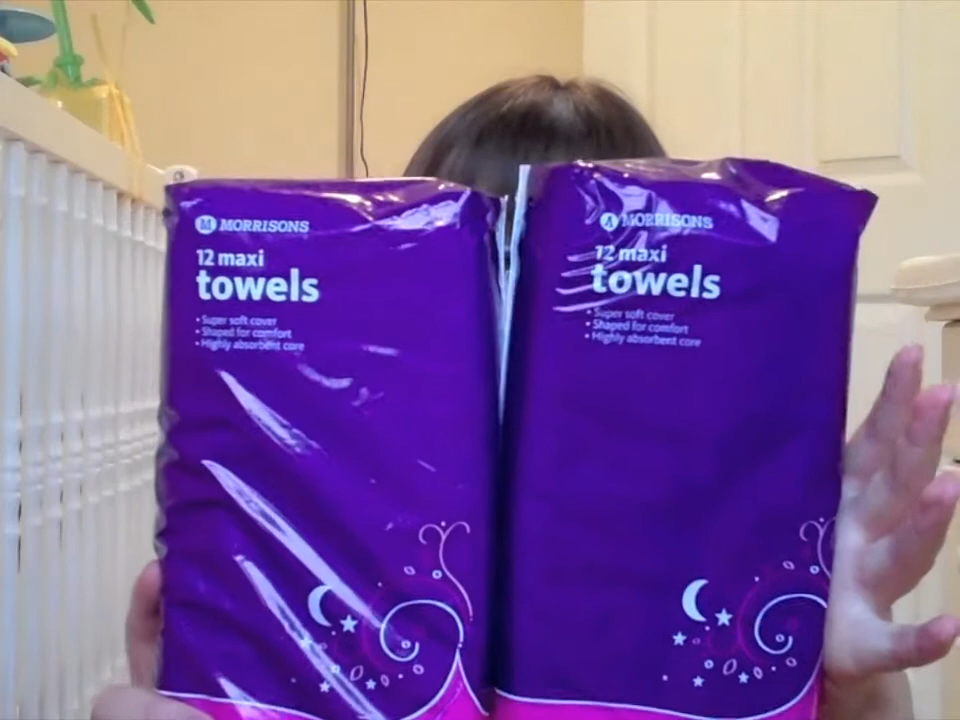 M MORRISONS
12 maxi
towels
• Super soft cover
• Shaped for comfort
• Highly absorbent core
M MORRISONS
12 maxi
towels
• Super soft cover
• Shaped for comfort
• Highly absorbent core